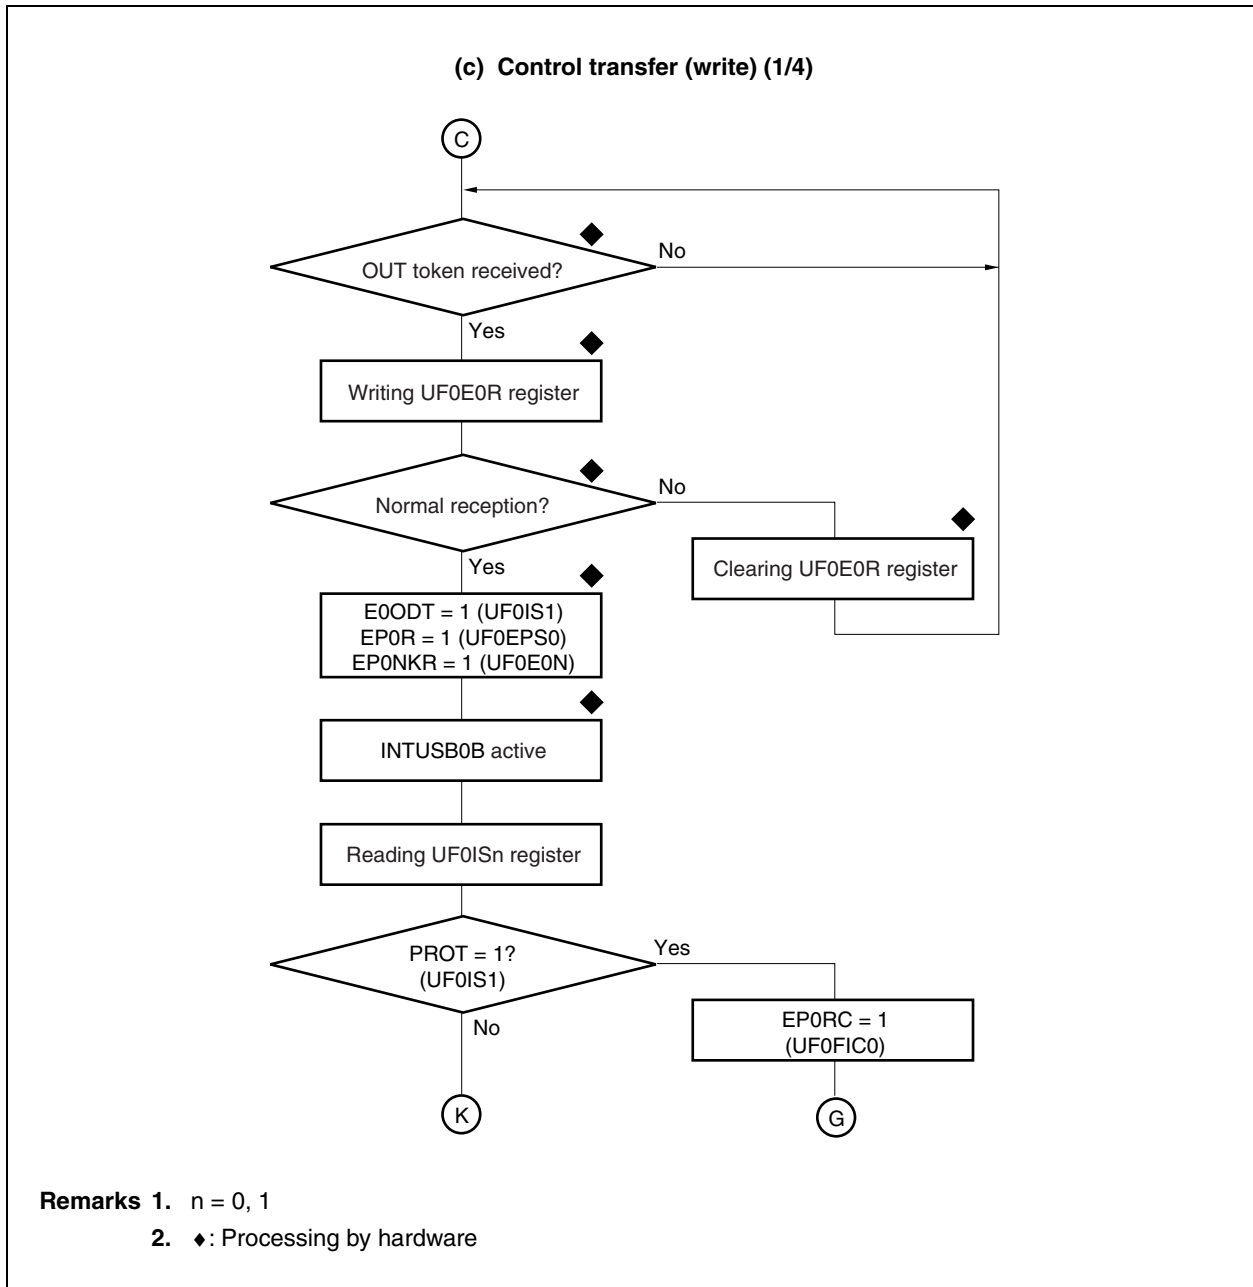 (c) Control transfer (write) (1/4)
C
OUT token received?
No
Yes
Writing UF0E0R register
Normal reception?
No
Clearing UF0E0R register
Yes
E0ODT = 1 (UF0IS1)
EP0R = 1 (UF0EPS0)
EP0NKR = 1 (UF0E0N)
INTUSB0B active
Reading UF0ISn register
PROT = 1?
(UF0IS1)
Yes
No
EP0RC = 1
(UF0FIC0)
K
G
Remarks 1. n = 0, 1
2. ♦: Processing by hardware